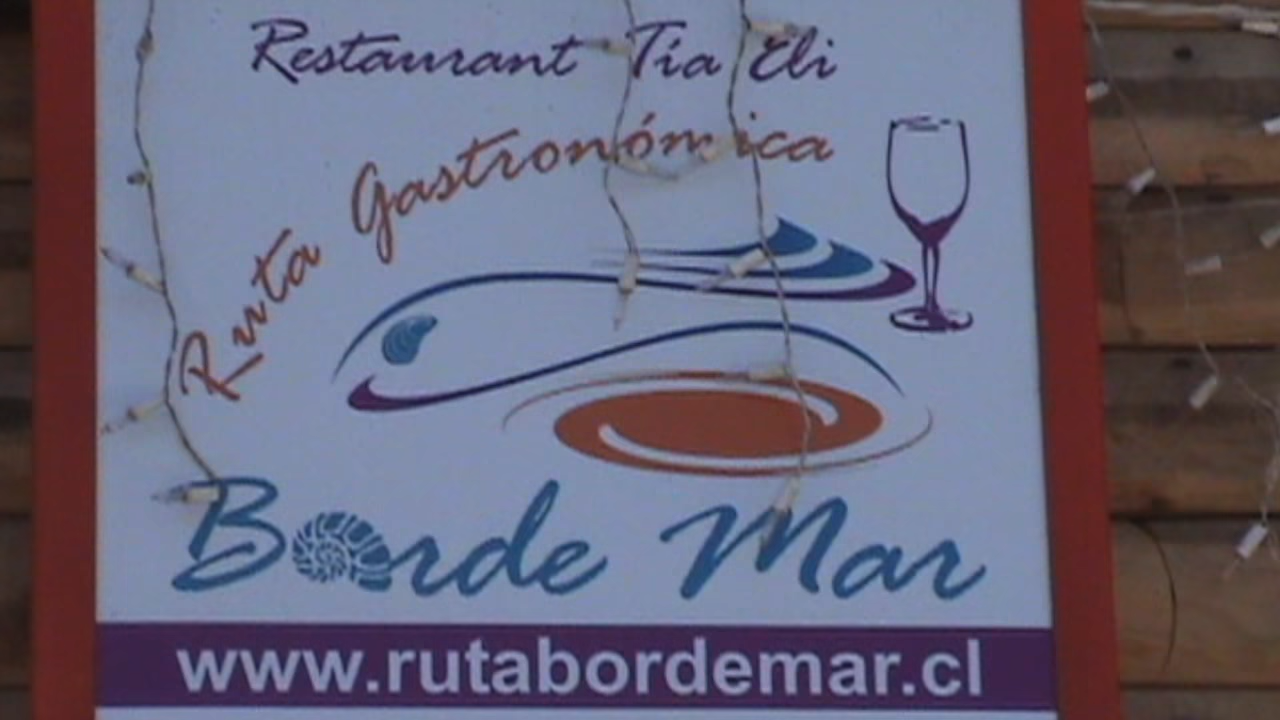 Restaurant Tía Eli
Ruta Gastronómica
Borde Mar
www.rutabordemar.cl